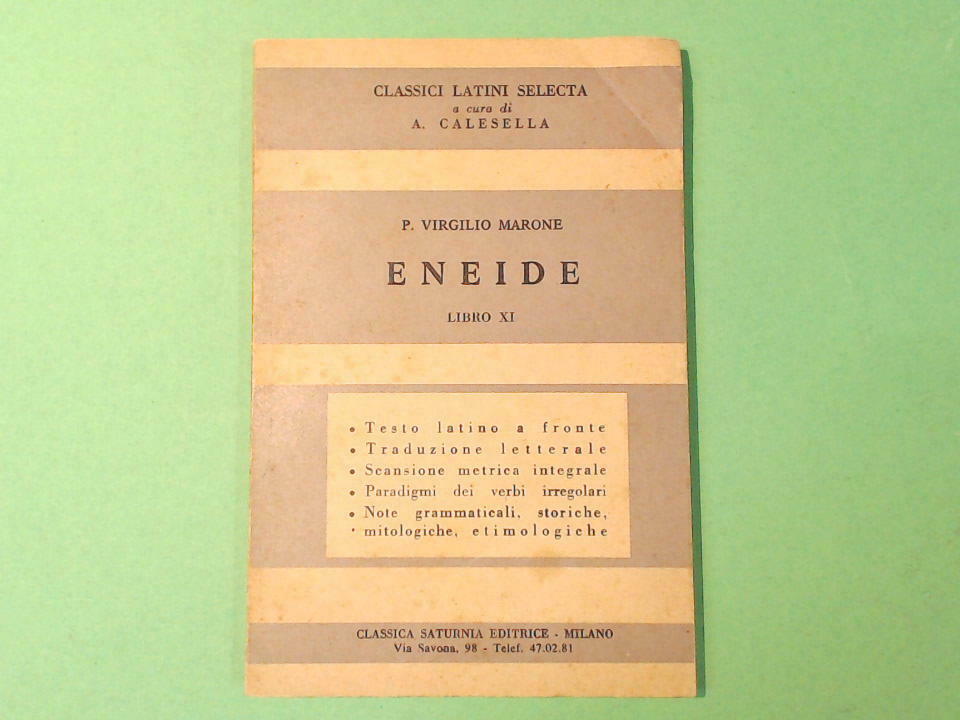 CLASSICI LATINI SELECTA
a cura di
A. CALESELLA
P. VIRGILIO MARONE
ENEIDE
LIBRO XI
• Testo latino a fronte
• Traduzione letterale
• Scansione metrica integrale
• Paradigmi dei verbi irregolari
• Note grammaticali, storiche,
• mitologiche, etimologiche
CLASSICA SATURNIA EDITRICE - MILANO
Via Savona, 98 - Telef. 47.02.81